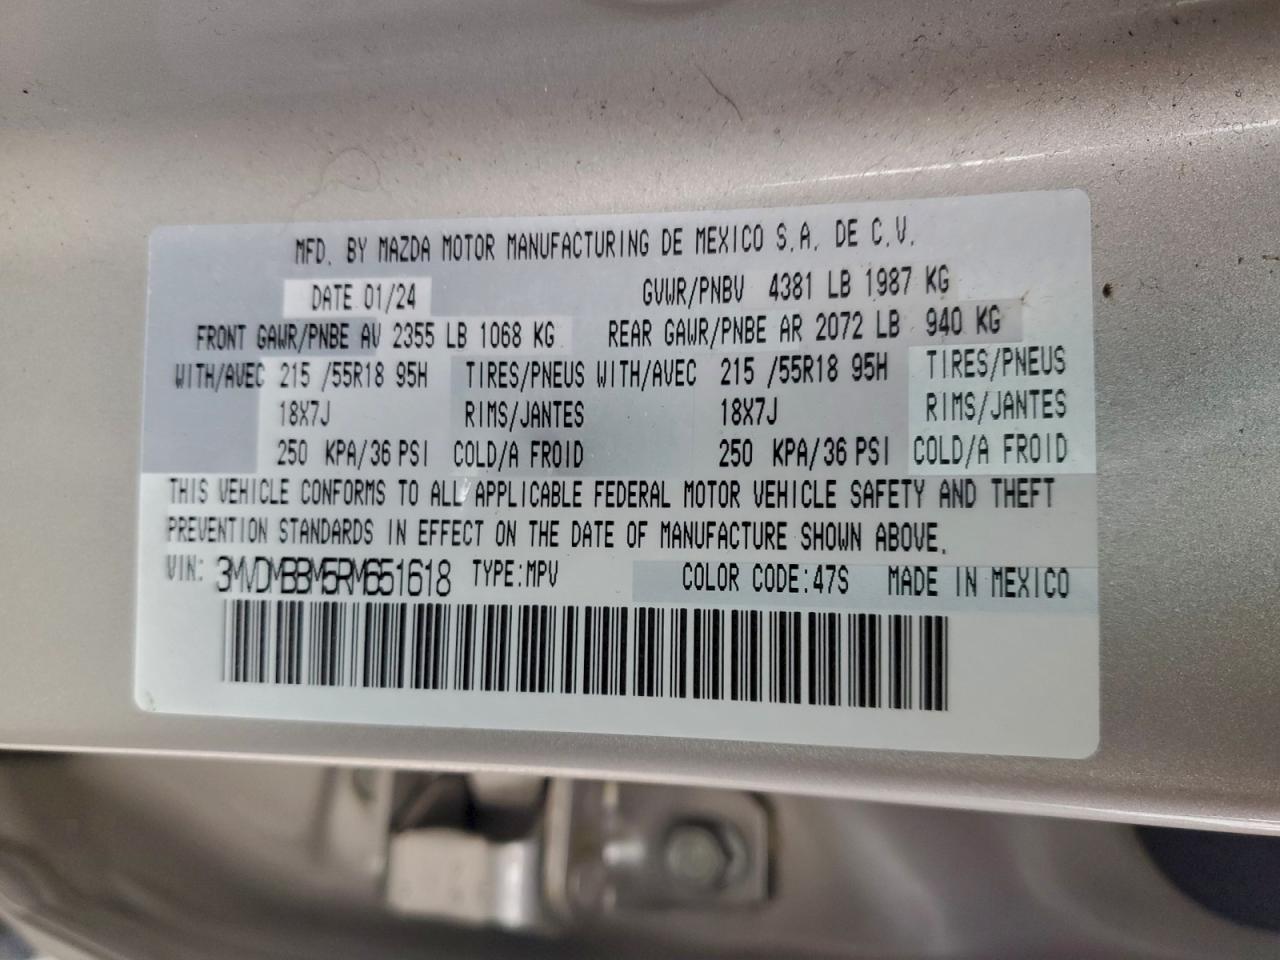 MFD. BY MAZDA MOTOR MANUFACTURING DE MEXICO S.A. DE C.V.
DATE 01/24 GVWR/PNBV 4381 LB 1987 KG
FRONT GAWR/PNBE AV 2355 LB 1068 KG REAR GAWR/PNBE AR 2072 LB 940 KG
WITH/AVEC 215 /55R18 95H TIRES/PNEUS WITH/AVEC 215 /55R18 95H TIRES/PNEUS
18X7J RIMS/JANTES 18X7J RIMS/JANTES
250 KPA/36 PSI COLD/A FROID 250 KPA/36 PSI COLD/A FROID
THIS VEHICLE CONFORMS TO ALL APPLICABLE FEDERAL MOTOR VEHICLE SAFETY AND THEFT
PREVENTION STANDARDS IN EFFECT ON THE DATE OF MANUFACTURE SHOWN ABOVE.
VIN: 3MVDMBBM5RM651618 TYPE:MPV COLOR CODE:47S MADE IN MEXICO